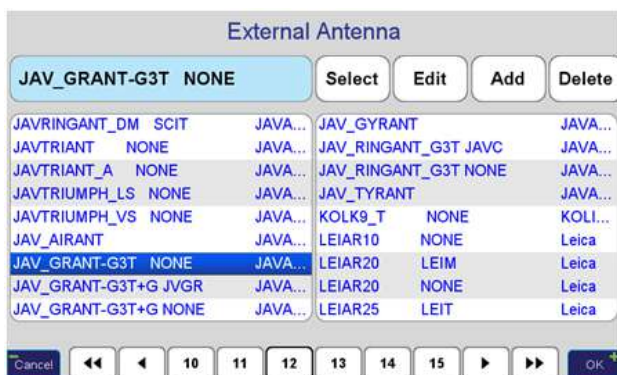 External Antenna
JAV_GRANT-G3T NONE Select Edit Add Delete
JAVRINGANT_DM SCIT JAVA...
JAVTRIANT NONE JAVA...
JAVTRIANT_A NONE JAVA...
JAVTRIUMPH_LS NONE JAVA...
JAVTRIUMPH_VS NONE JAVA...
JAV_AIRANT JAVA...
JAV_GRANT-G3T NONE JAVA...
JAV_GRANT-G3T+G JVGR JAVA...
JAV_GRANT-G3T+G NONE JAVA...
JAV_GYRANT JAVA...
JAV_RINGANT_G3T JAVC JAVA...
JAV_RINGANT_G3T NONE JAVA...
JAV_TYRANT JAVA...
KOLK9_T NONE KOLI...
LEIAR10 NONE Leica
LEIAR20 LEIM Leica
LEIAR20 NONE Leica
LEIAR25 LEIT Leica
Cancel 10 11 12 13 14 15 OK